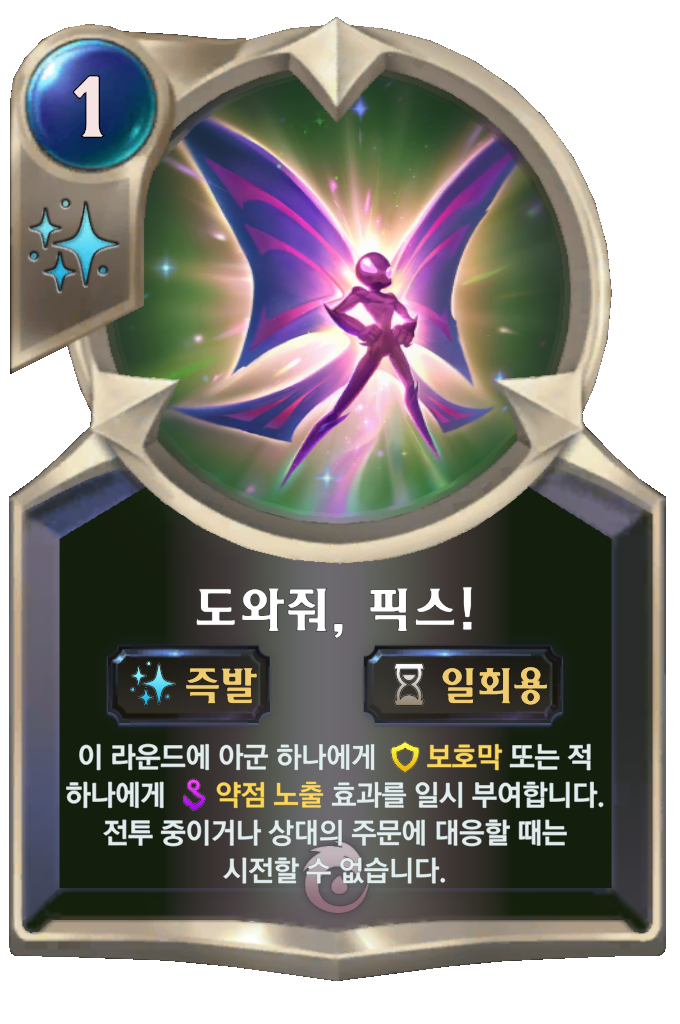 1
도와줘, 픽스!
즉발 일회용
이 라운드에 아군 하나에게 보호막 또는 적
하나에게 약점 노출 효과를 일시 부여합니다.
전투 중이거나 상대의 주문에 대응할 때는
시전할 수 없습니다.